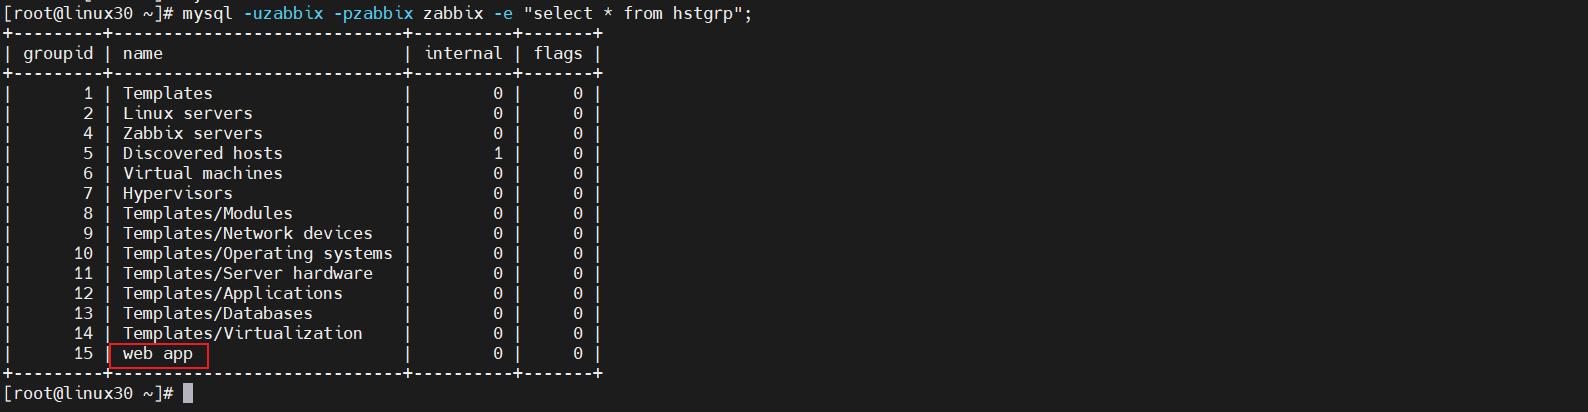 [root@linux30 ~]# mysql -uzabbix -pzabbix zabbix -e "select * from hstgrp";
+---------+-----------------------------+----------+-------+
| groupid | name                        | internal | flags |
+---------+-----------------------------+----------+-------+
|       1 | Templates                   |        0 |     0 |
|       2 | Linux servers               |        0 |     0 |
|       4 | Zabbix servers              |        0 |     0 |
|       5 | Discovered hosts            |        1 |     0 |
|       6 | Virtual machines            |        0 |     0 |
|       7 | Hypervisors                 |        0 |     0 |
|       8 | Templates/Modules           |        0 |     0 |
|       9 | Templates/Network devices   |        0 |     0 |
|      10 | Templates/Operating systems |        0 |     0 |
|      11 | Templates/Server hardware   |        0 |     0 |
|      12 | Templates/Applications      |        0 |     0 |
|      13 | Templates/Databases         |        0 |     0 |
|      14 | Templates/Virtualization    |        0 |     0 |
|      15 | web app                     |        0 |     0 |
+---------+-----------------------------+----------+-------+
[root@linux30 ~]#